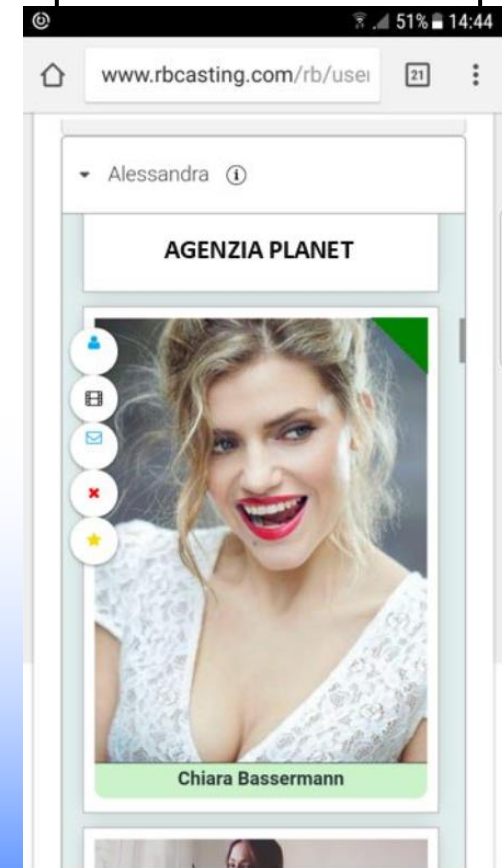 51% 14:44
www.rbcasting.com/rb/user
21
Alessandra
AGENZIA PLANET
Chiara Bassermann